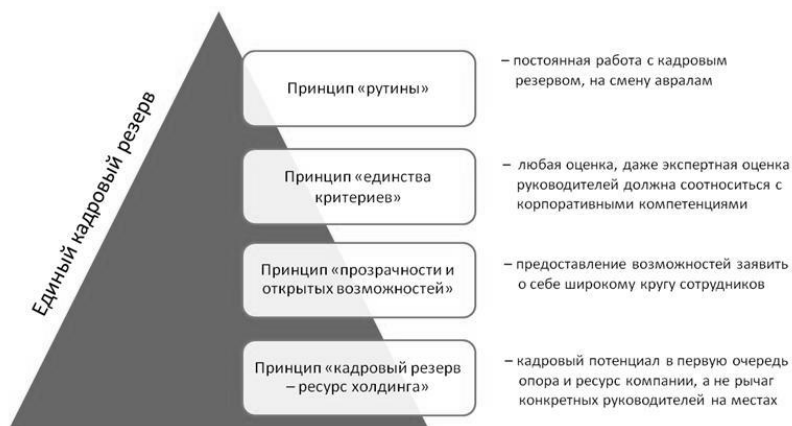 Единый кадровый резерв
Принцип «рутины»
– постоянная работа с кадровым
резервом, на смену авралам
Принцип «единства
критериев»
– любая оценка, даже экспертная оценка
руководителей должна соотноситься с
корпоративными компетенциями
Принцип «прозрачности и
открытых возможностей»
– предоставление возможностей заявить
о себе широкому кругу сотрудников
Принцип «кадровый резерв
– ресурс холдинга»
– кадровый потенциал в первую очередь
опора и ресурс компании, а не рычаг
конкретных руководителей на местах